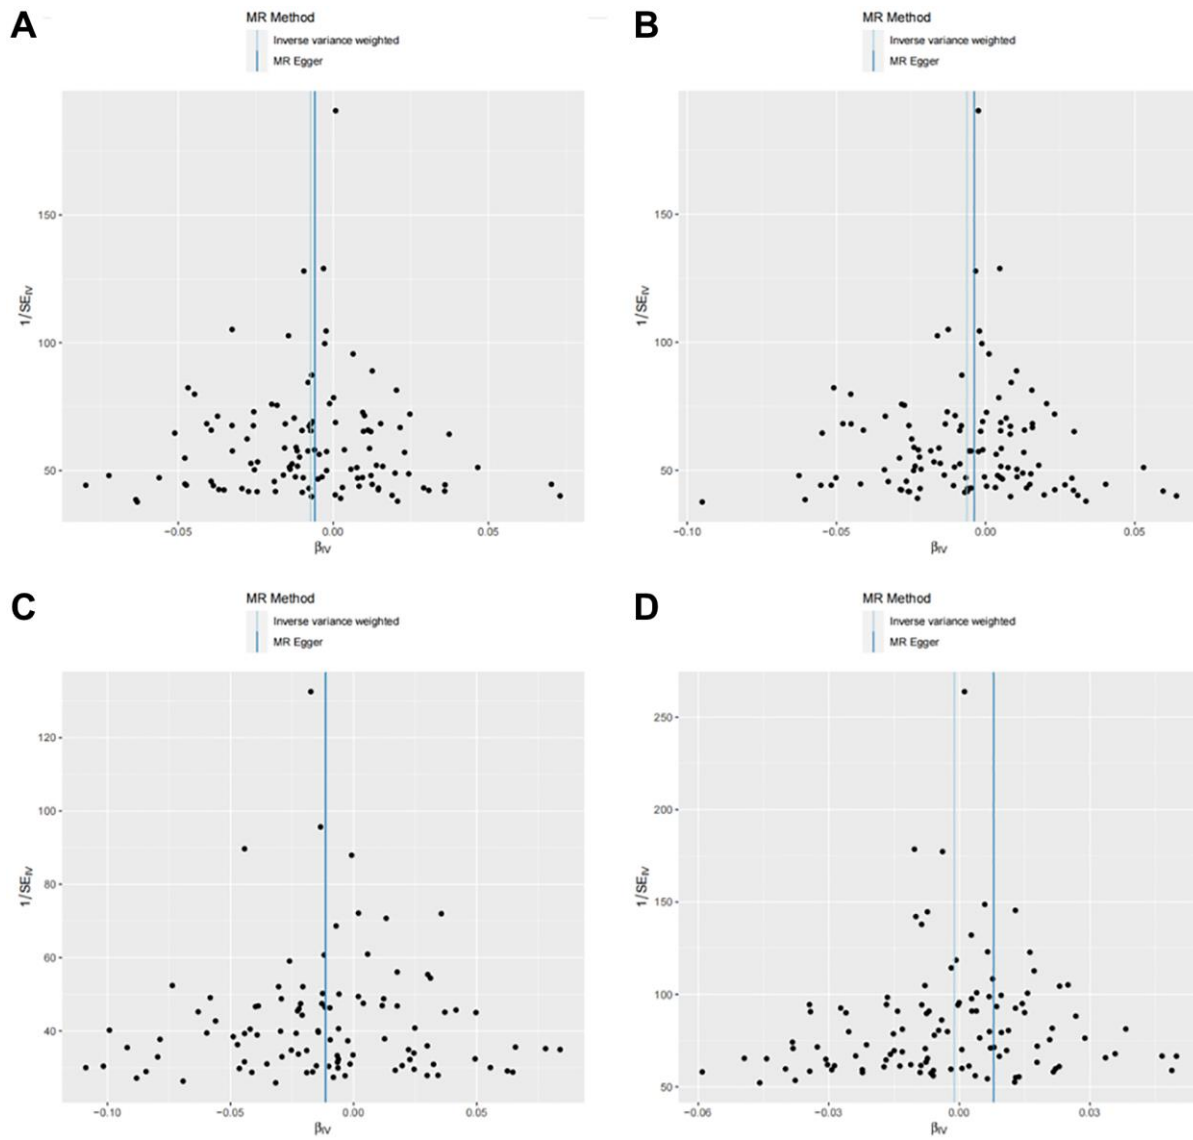 A
MR Method
Inverse variance weighted
MR Egger
150
100
50
1/SE_IV
−0.05 0.00 0.05
β_IV
B
MR Method
Inverse variance weighted
MR Egger
150
100
50
1/SE_IV
−0.10 −0.05 0.00 0.05
β_IV
C
MR Method
Inverse variance weighted
MR Egger
120
100
80
60
40
1/SE_IV
−0.10 −0.05 0.00 0.05
β_IV
D
MR Method
Inverse variance weighted
MR Egger
250
200
150
100
50
1/SE_IV
−0.06 −0.03 0.00 0.03
β_IV